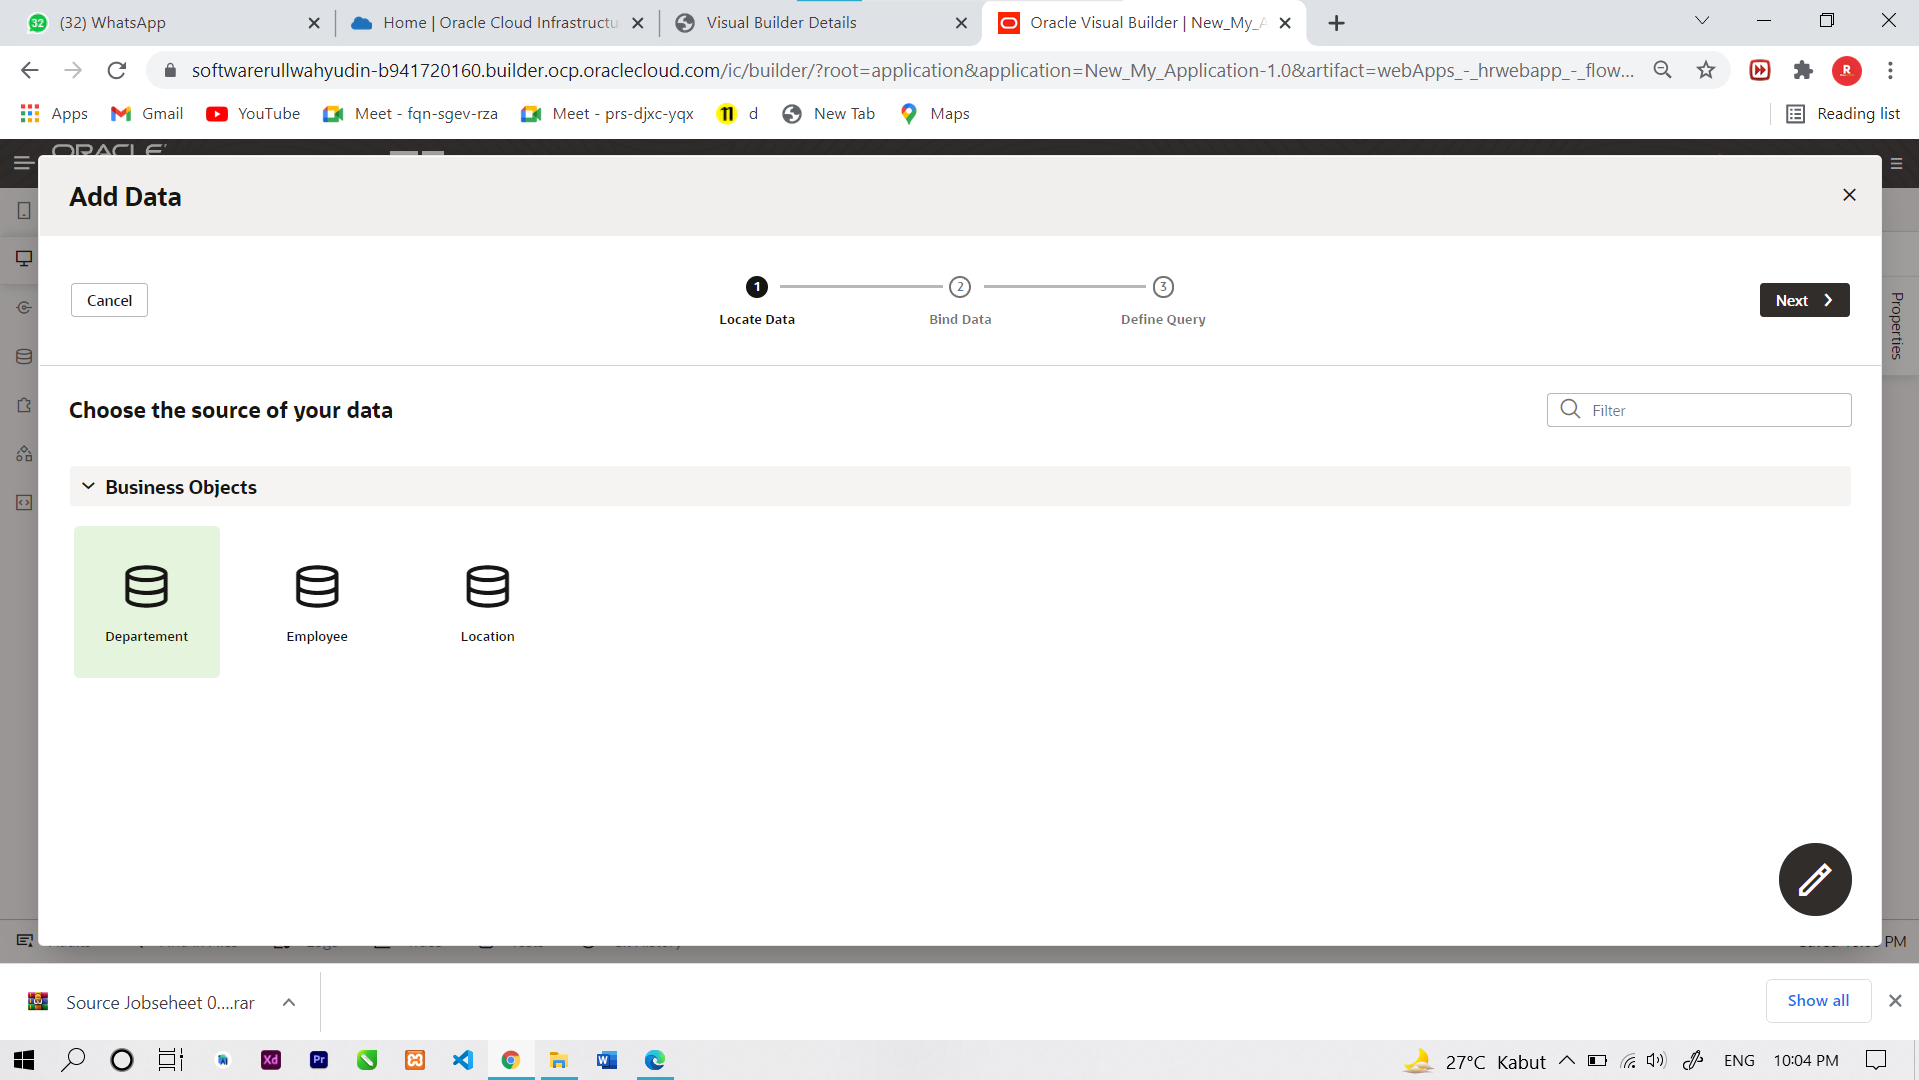 (32) WhatsApp
Home | Oracle Cloud Infrastructu
Visual Builder Details
Oracle Visual Builder | New_My_A
softwarerullwahyudin-b941720160.builder.ocp.oraclecloud.com/ic/builder/?root=application&application=New_My_Application-1.0&artifact=webApps_-_hrwebapp_-_flow...
R
Apps
Gmail
YouTube
Meet - fqn-sgev-rza
Meet - prs-djxc-yqx
d
New Tab
Maps
Reading list
ORACLE
Add Data
Cancel
1
2
3
Locate Data
Bind Data
Define Query
Next
Properties
Choose the source of your data
Filter
Business Objects
Departement
Employee
Location
PM
Source Jobseheet 0....rar
Show all
Xd
Pr
27°C Kabut
ENG
10:04 PM